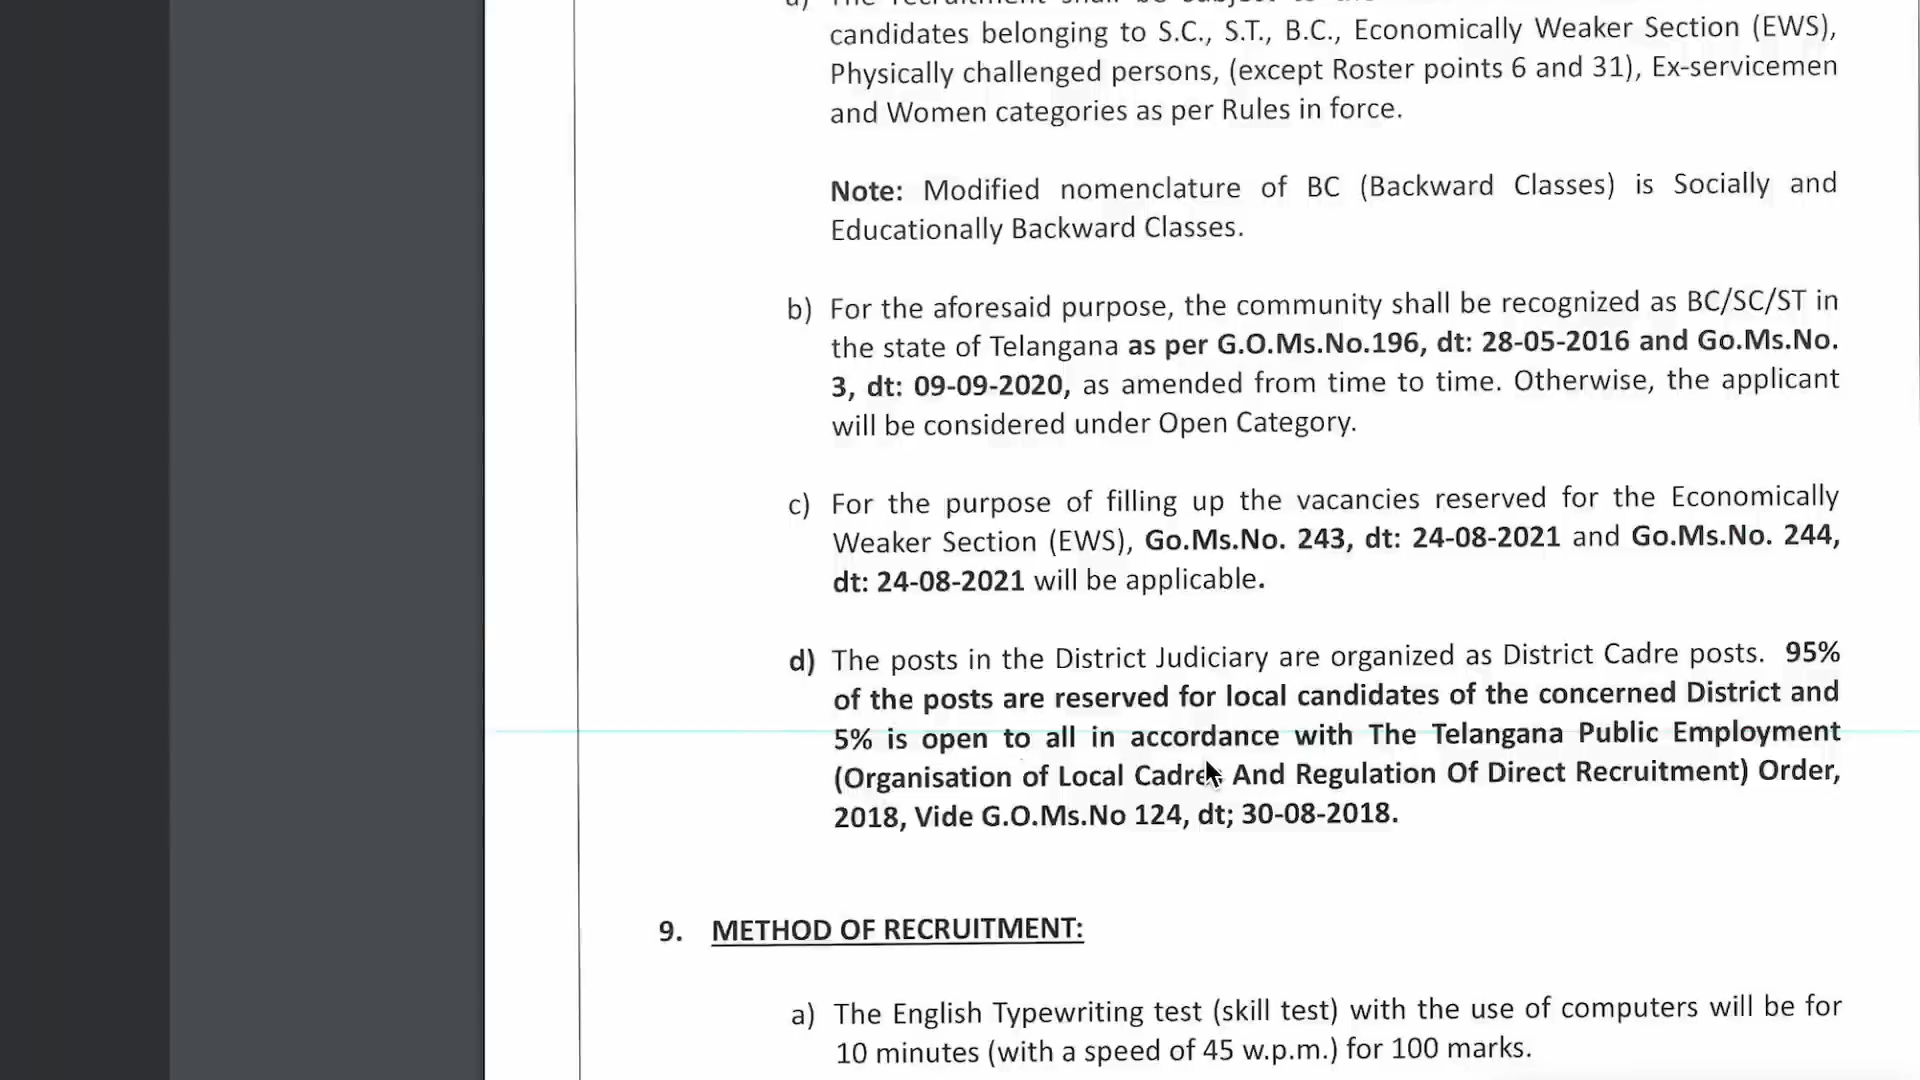 candidates belonging to S.C., S.T., B.C., Economically Weaker Section (EWS),
Physically challenged persons, (except Roster points 6 and 31), Ex-servicemen
and Women categories as per Rules in force.
Note: Modified nomenclature of BC (Backward Classes) is Socially and
Educationally Backward Classes.
b) For the aforesaid purpose, the community shall be recognized as BC/SC/ST in
the state of Telangana as per G.O.Ms.No.196, dt: 28-05-2016 and Go.Ms.No.
3, dt: 09-09-2020, as amended from time to time. Otherwise, the applicant
will be considered under Open Category.
c) For the purpose of filling up the vacancies reserved for the Economically
Weaker Section (EWS), Go.Ms.No. 243, dt: 24-08-2021 and Go.Ms.No. 244,
dt: 24-08-2021 will be applicable.
d) The posts in the District Judiciary are organized as District Cadre posts. 95%
of the posts are reserved for local candidates of the concerned District and
5% is open to all in accordance with The Telangana Public Employment
(Organisation of Local Cadres And Regulation Of Direct Recruitment) Order,
2018, Vide G.O.Ms.No 124, dt; 30-08-2018.
9. METHOD OF RECRUITMENT:
a) The English Typewriting test (skill test) with the use of computers will be for
10 minutes (with a speed of 45 w.p.m.) for 100 marks.